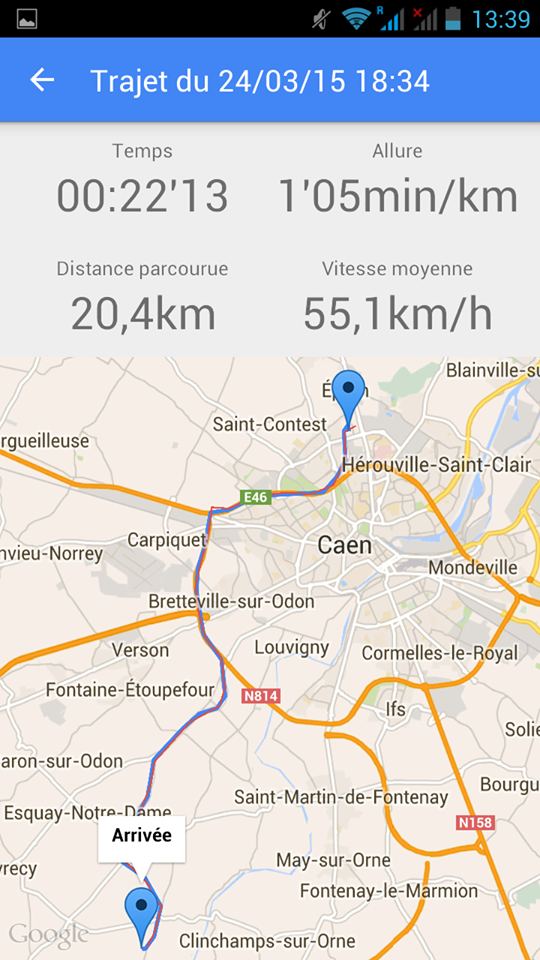 R
13:39
Trajet du 24/03/15 18:34
Temps
Allure
00:22'13
1'05min/km
Distance parcourue
Vitesse moyenne
20,4km
55,1km/h
Blainville-su
Saint-Contest
rgueilleuse
Hérouville-Saint-Clair
E46
Carpiquet
Caen
nvieu-Norrey
Mondeville
Bretteville-sur-Odon
Verson
Louvigny
Cormelles-le-Royal
Fontaine-Étoupefour
N814
Ifs
Solie
aron-sur-Odon
Bourgu
Saint-Martin-de-Fontenay
Esquay-Notre-Dame
N158
Arrivée
May-sur-Orne
vrecy
Fontenay-le-Marmion
Google
Clinchamps-sur-Orne